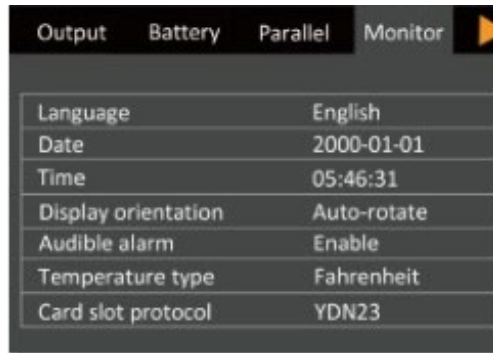 Output Battery Parallel Monitor
Language English
Date 2000-01-01
Time 05:46:31
Display orientation Auto-rotate
Audible alarm Enable
Temperature type Fahrenheit
Card slot protocol YDN23